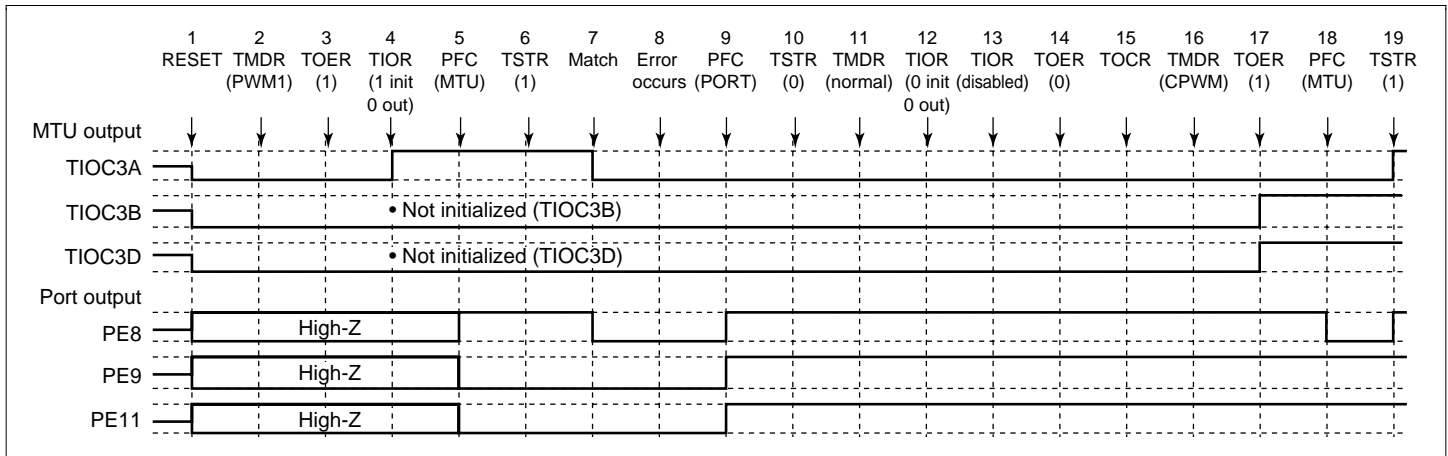 1 2 3 4 5 6 7 8 9 10 11 12 13 14 15 16 17 18 19
RESET TMDR TOER TIOR PFC TSTR Match Error PFC TSTR TMDR TIOR TIOR TOER TOCR TMDR TOER PFC TSTR
(PWM1) (1) (1 init (MTU) (1) occurs (PORT) (0) (normal) (0 init (disabled) (0) (CPWM) (1) (MTU) (1)
0 out) 0 out)
MTU output
TIOC3A
TIOC3B • Not initialized (TIOC3B)
TIOC3D • Not initialized (TIOC3D)
Port output
PE8 High-Z
PE9 High-Z
PE11 High-Z